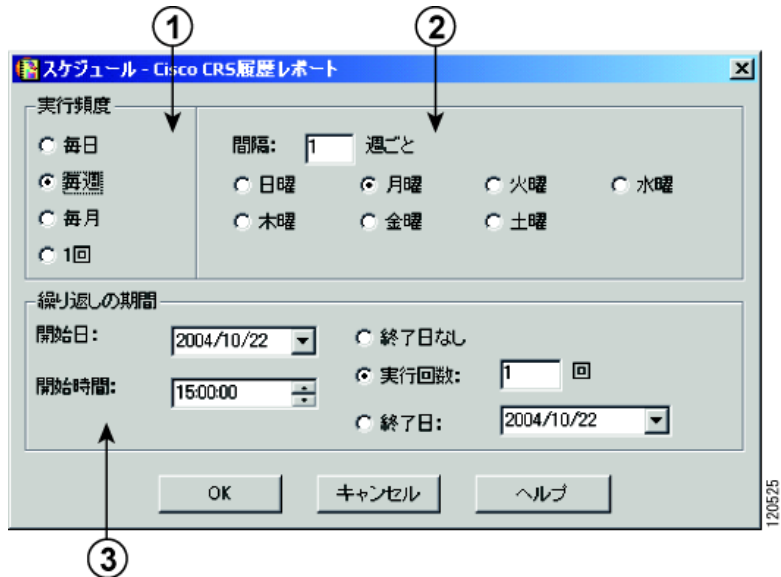 1 2
スケジュール - Cisco CRS履歴レポート
実行頻度
毎日
毎週
毎月
1回
間隔: 1 週ごと
日曜 月曜 火曜 水曜
木曜 金曜 土曜
繰り返しの期間
開始日: 2004/10/22
開始時間: 15:00:00
終了日なし
実行回数: 1 回
終了日: 2004/10/22
OK キャンセル ヘルプ
120525
3